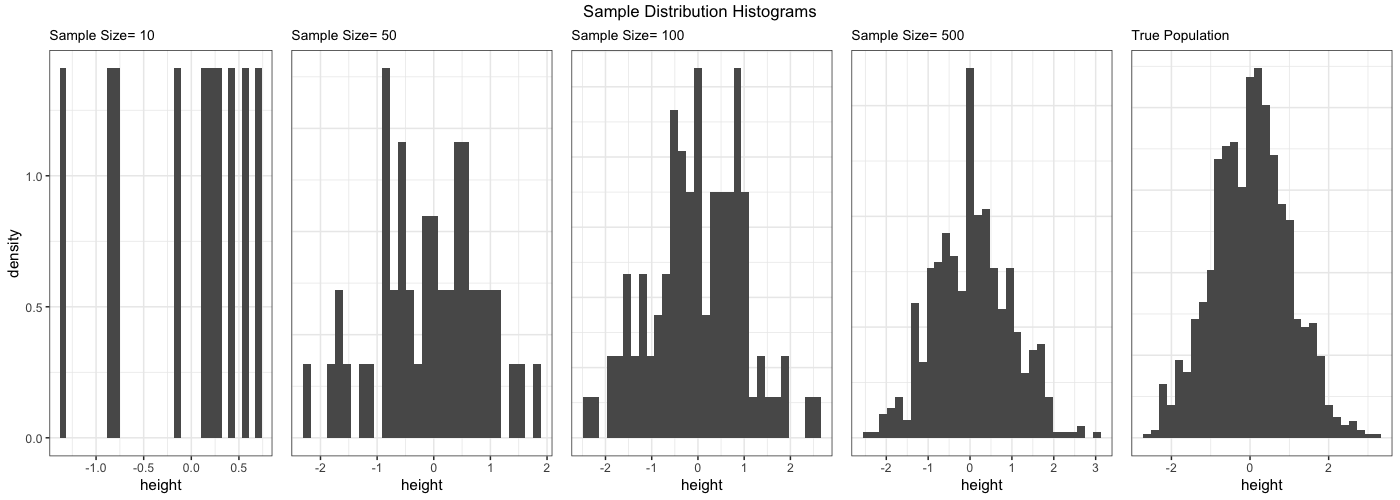 Sample Distribution Histograms
Sample Size= 10
Sample Size= 50
Sample Size= 100
Sample Size= 500
True Population
density
1.0
0.5
0.0
-1.0 -0.5 0.0 0.5
-2 -1 0 1 2
-2 -1 0 1 2
-2 -1 0 1 2 3
-2 0 2
height
height
height
height
height